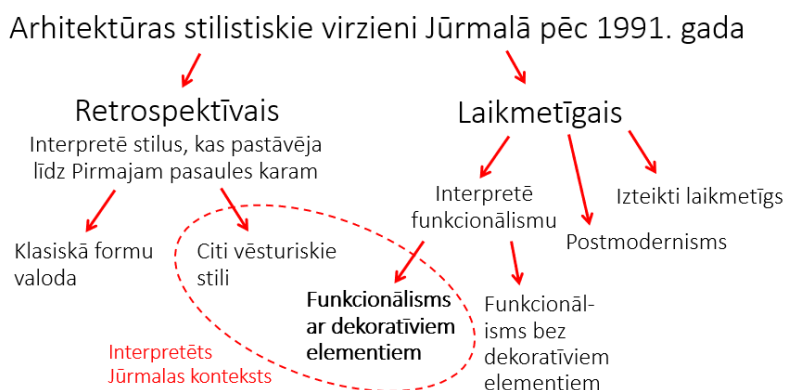 Arhitektūras stilistiskie virzieni Jūrmalā pēc 1991. gada
Retrospektīvais
Interpretē stilus, kas pastāvēja
līdz Pirmajam pasaules karam
Klasiskā formu
valoda
Citi vēsturiskie
stili
Laikmetīgais
Interpretē
funkcionālismu
Izteikti laikmetīgs
Postmodernisms
Funkcionālisms
ar dekoratīviem
elementiem
Funkcionāl-
isms bez
dekoratīviem
elementiem
Interpretēts
Jūrmalas konteksts